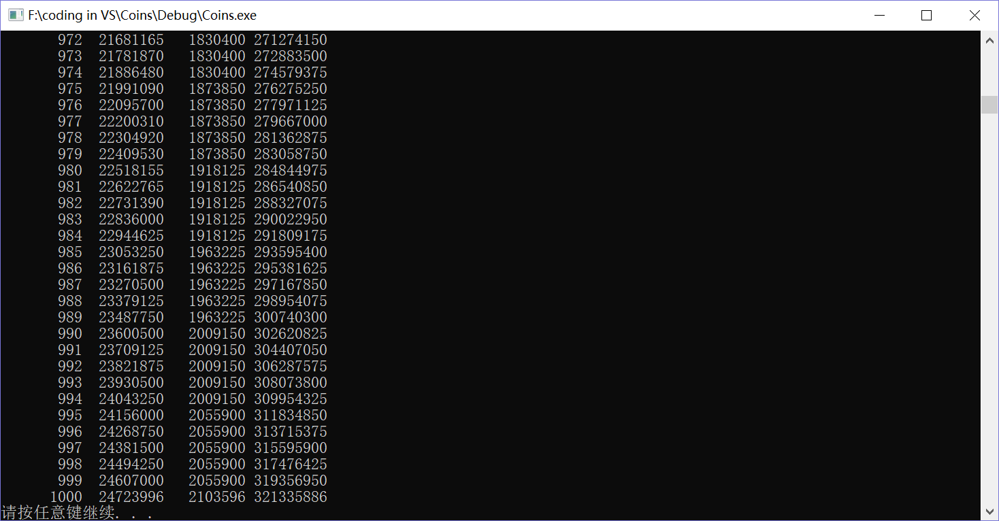 F:\coding in VS\Coins\Debug\Coins.exe
972 21681165 1830400 271274150
973 21781870 1830400 272883500
974 21886480 1830400 274579375
975 21991090 1873850 276275250
976 22095700 1873850 277971125
977 22200310 1873850 279667000
978 22304920 1873850 281362875
979 22409530 1873850 283058750
980 22518155 1918125 284844975
981 22622765 1918125 286540850
982 22731390 1918125 288327075
983 22836000 1918125 290022950
984 22944625 1918125 291809175
985 23053250 1963225 293595400
986 23161875 1963225 295381625
987 23270500 1963225 297167850
988 23379125 1963225 298954075
989 23487750 1963225 300740300
990 23600500 2009150 302620825
991 23709125 2009150 304407050
992 23821875 2009150 306287575
993 23930500 2009150 308073800
994 24043250 2009150 309954325
995 24156000 2055900 311834850
996 24268750 2055900 313715375
997 24381500 2055900 315595900
998 24494250 2055900 317476425
999 24607000 2055900 319356950
1000 24723996 2103596 321335886
请按任意键继续. . .